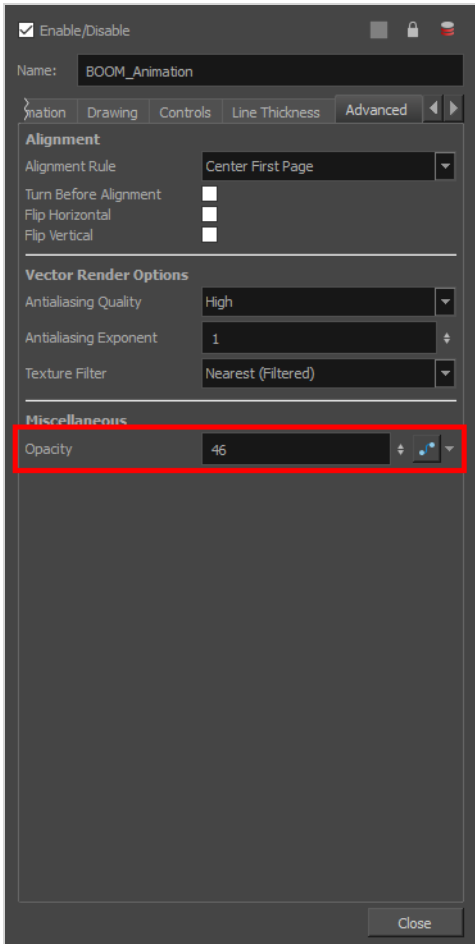 Enable/Disable
Name: BOOM_Animation
mation Drawing Controls Line Thickness Advanced
Alignment
Alignment Rule Center First Page
Turn Before Alignment
Flip Horizontal
Flip Vertical
Vector Render Options
Antialiasing Quality High
Antialiasing Exponent 1
Texture Filter Nearest (Filtered)
Miscellaneous
Opacity 46
Close